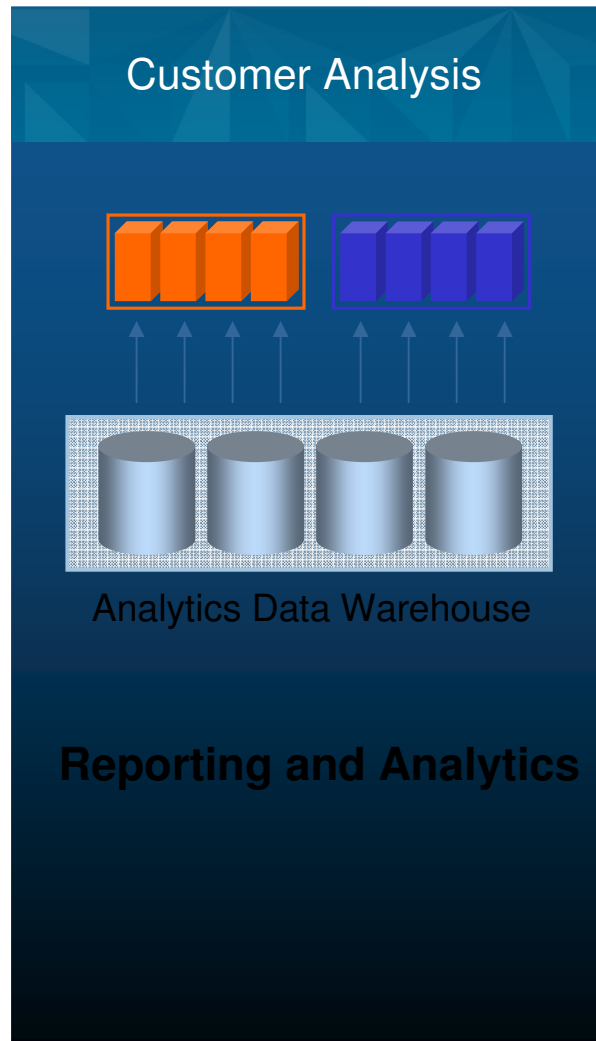 Customer Analysis
Analytics Data Warehouse
Reporting and Analytics